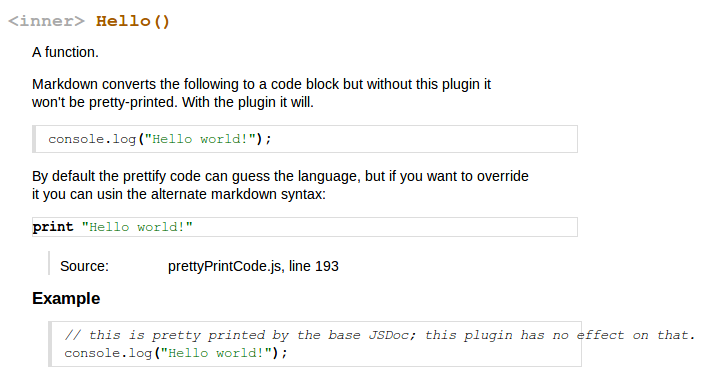 <inner> Hello()
A function.
Markdown converts the following to a code block but without this plugin it
won't be pretty-printed. With the plugin it will.
console.log("Hello world!");
By default the prettify code can guess the language, but if you want to override
it you can usin the alternate markdown syntax:
print "Hello world!"
Source: prettyPrintCode.js, line 193
Example
// this is pretty printed by the base JSDoc; this plugin has no effect on that.
console.log("Hello world!");